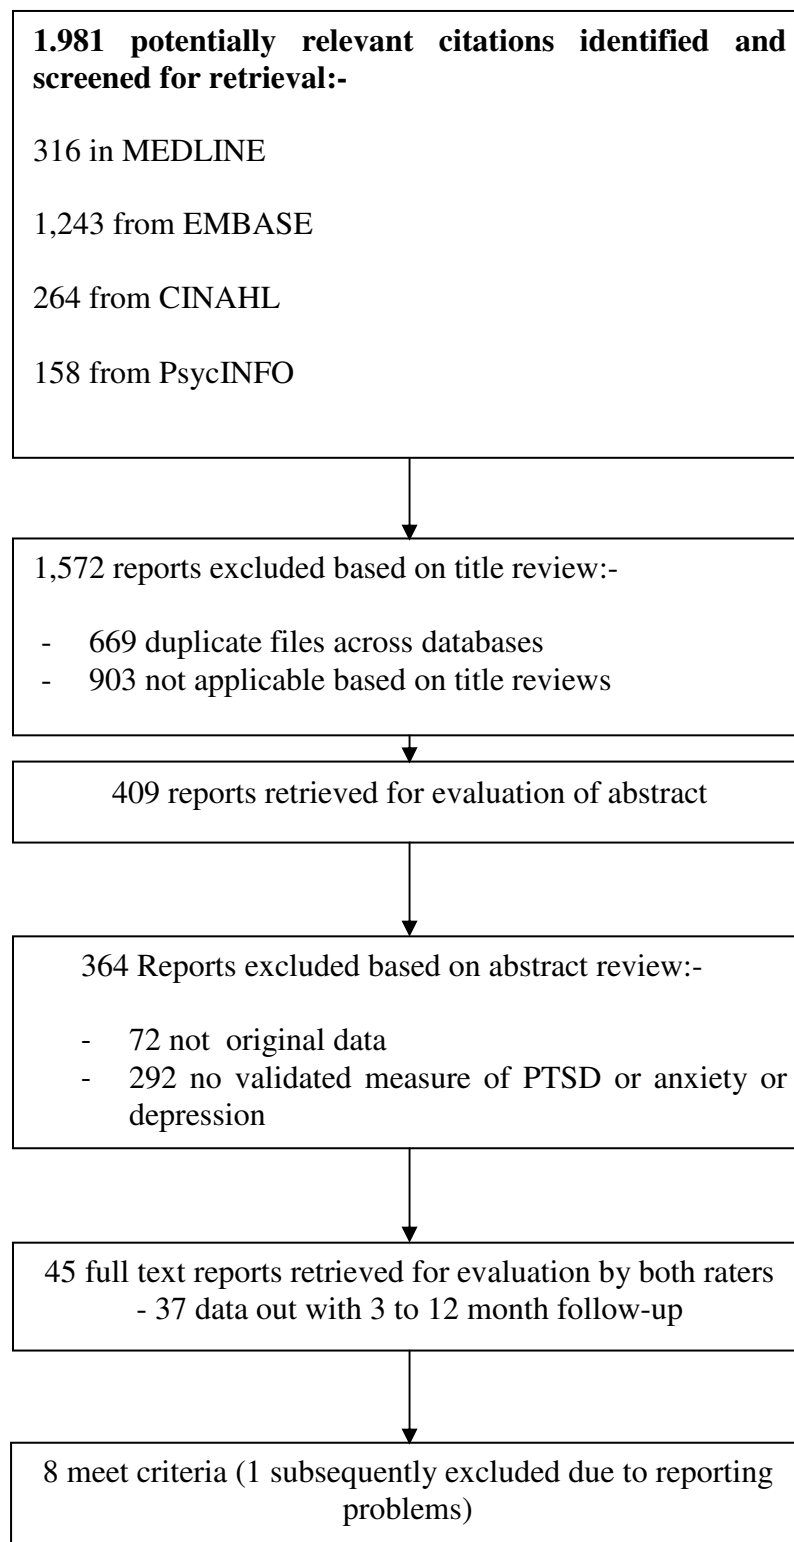 1.981 potentially relevant citations identified and
screened for retrieval:-
316 in MEDLINE
1,243 from EMBASE
264 from CINAHL
158 from PsycINFO
1,572 reports excluded based on title review:-
- 669 duplicate files across databases
- 903 not applicable based on title reviews
409 reports retrieved for evaluation of abstract
364 Reports excluded based on abstract review:-
- 72 not original data
- 292 no validated measure of PTSD or anxiety or
depression
45 full text reports retrieved for evaluation by both raters
- 37 data out with 3 to 12 month follow-up
8 meet criteria (1 subsequently excluded due to reporting
problems)